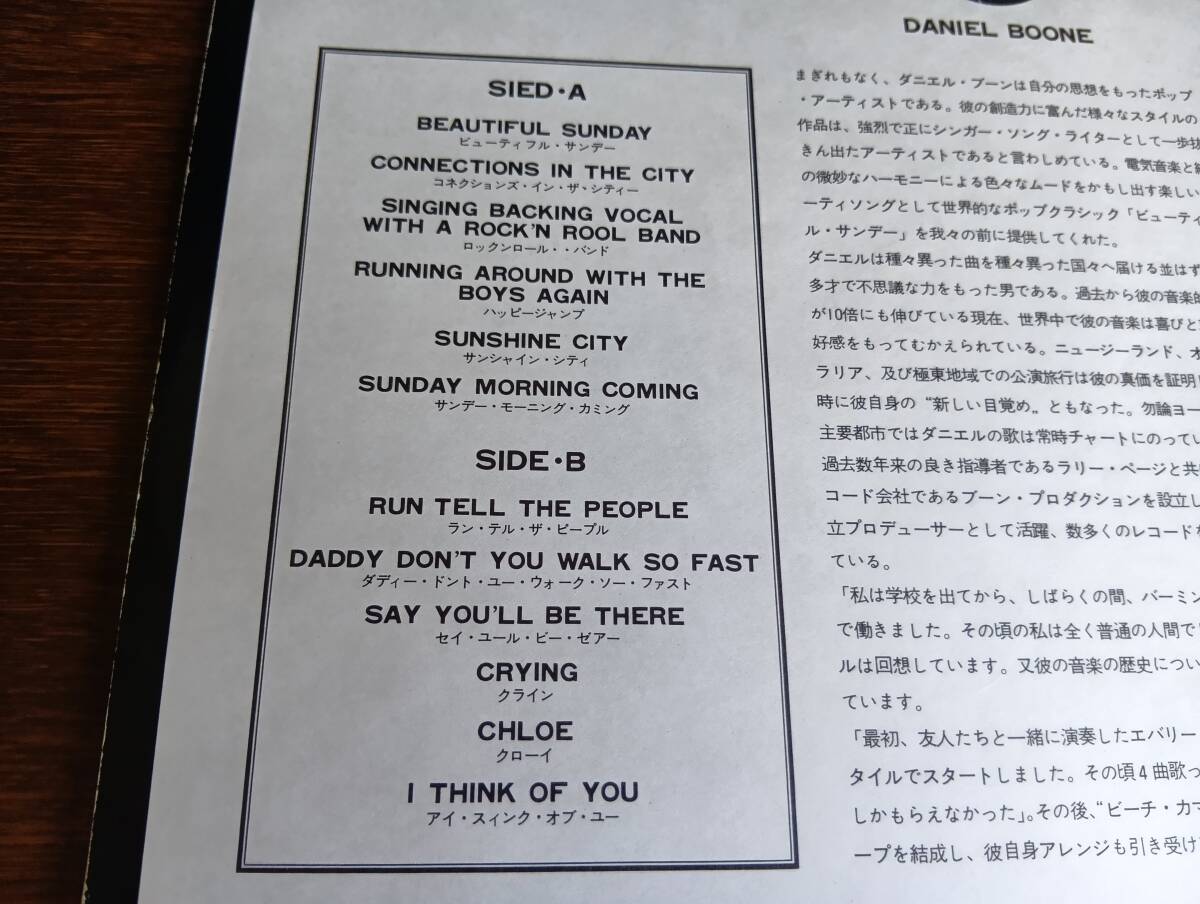 DANIEL BOONE
SIED・A
BEAUTIFUL SUNDAY
ビューティフル・サンデー
CONNECTIONS IN THE CITY
コネクションズ・イン・ザ・シティー
SINGING BACKING VOCAL
WITH A ROCK'N ROOL BAND
ロックンロール・・バンド
RUNNING AROUND WITH THE
BOYS AGAIN
ハッピージャンプ
SUNSHINE CITY
サンシャイン・シティ
SUNDAY MORNING COMING
サンデー・モーニング・カミング
SIDE・B
RUN TELL THE PEOPLE
ラン・テル・ザ・ピープル
DADDY DON'T YOU WALK SO FAST
ダディー・ドント・ユー・ウォーク・ソー・ファスト
SAY YOU'LL BE THERE
セイ・ユール・ビー・ゼアー
CRYING
クライン
CHLOE
クローイ
I THINK OF YOU
アイ・スィンク・オブ・ユー
まぎれもなく、ダニエル・ブーンは自分の思想をもったポップ
・アーティストである。彼の創造力に富んだ様々なスタイルの
作品は、強烈で正にシンガー・ソング・ライターとして一歩抜
きん出たアーティストであると言わしめている。電気音楽と
の微妙なハーモニーによる色々なムードをかもし出す楽しい
ーティソングとして世界的なポップクラシック「ビューティ
ル・サンデー」を我々の前に提供してくれた。
ダニエルは種々異った曲を種々異った国々へ届ける並はず
多才で不思議な力をもった男である。過去から彼の音楽的
が10倍にも伸びている現在、世界中で彼の音楽は喜びと
好感をもってむかえられている。ニュージーランド、オ
ラリア、及び極東地域での公演旅行は彼の真価を証明し
時に彼自身の“新しい目覚め„ともなった。勿論ヨー
主要都市ではダニエルの歌は常時チャートにのってい
過去数年来の良き指導者であるラリー・ページと共
コード会社であるブーン・プロダクションを設立し
立プロデューサーとして活躍、数多くのレコードを
ている。
「私は学校を出てから、しばらくの間、バーミン
で働きました。その頃の私は全く普通の人間で
ルは回想しています。又彼の音楽の歴史につい
ています。
「最初、友人たちと一緒に演奏したエバリー
タイルでスタートしました。その頃4曲歌っ
しかもらえなかった」。その後、“ビーチ・カマ
ープを結成し、彼自身アレンジも引き受け